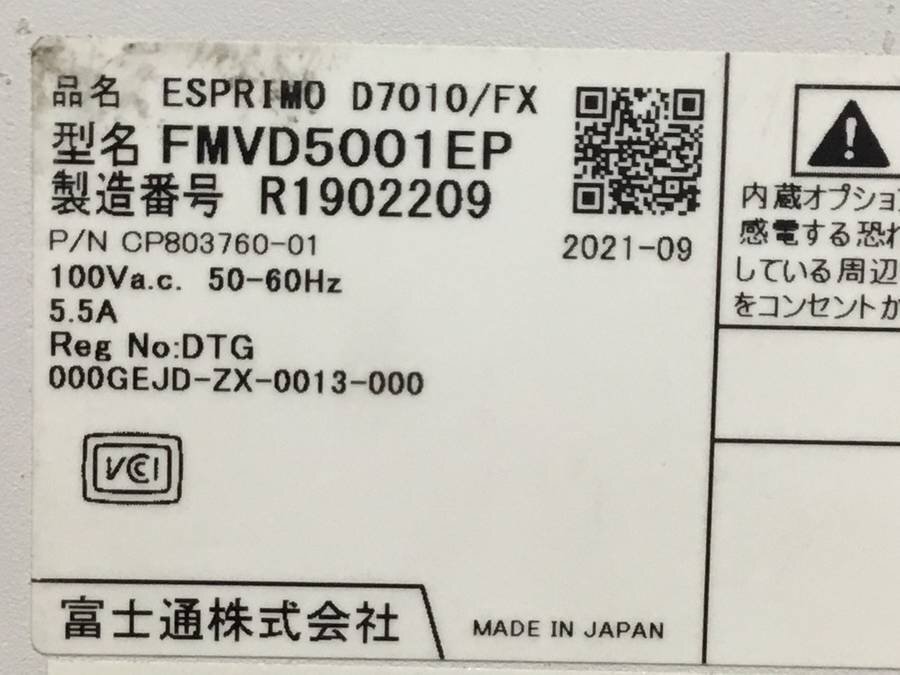 品名 ESPRIMO D7010/FX
型名 FMVD5001EP
製造番号 R1902209
P/N CP803760-01
2021-09
100Va.c. 50-60Hz
5.5A
Reg No:DTG
000GEJD-ZX-0013-000
VCCI
富士通株式会社
MADE IN JAPAN
内蔵オプショ
感電する恐れ
している周辺
をコンセントか